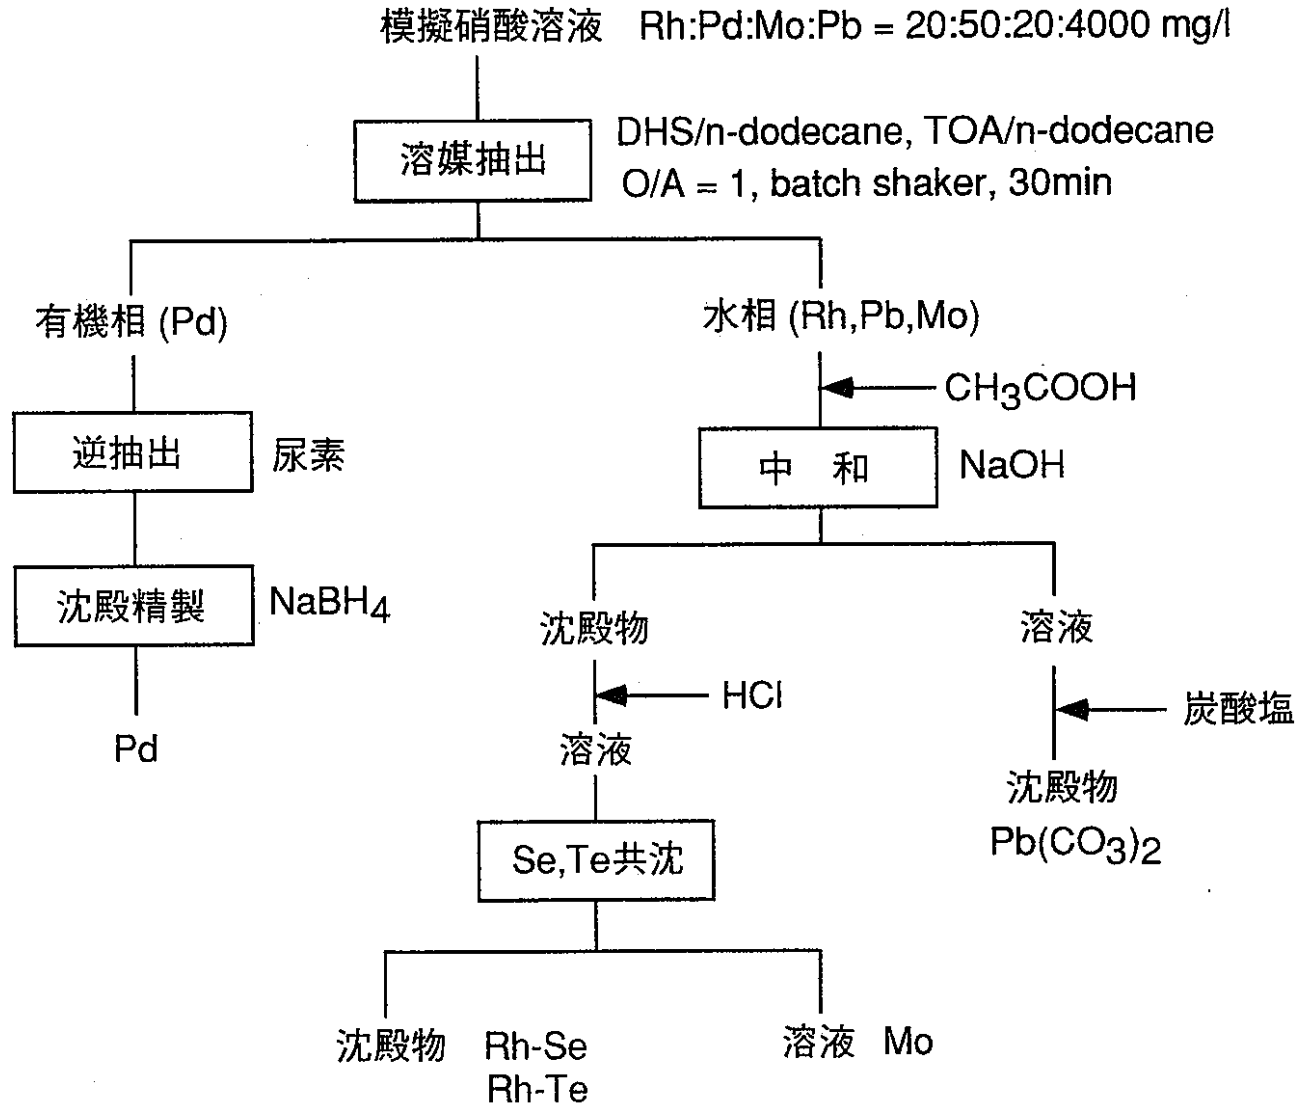 模擬硝酸溶液 Rh:Pd:Mo:Pb = 20:50:20:4000 mg/l
溶媒抽出
DHS/n-dodecane, TOA/n-dodecane
O/A = 1, batch shaker, 30min
有機相 (Pd)
水相 (Rh,Pb,Mo)
CH3COOH
逆抽出
尿素
中 和
NaOH
沈殿精製
NaBH4
沈殿物
溶液
HCl
炭酸塩
Pd
溶液
沈殿物
Pb(CO3)2
Se,Te共沈
沈殿物 Rh-Se
Rh-Te
溶液 Mo